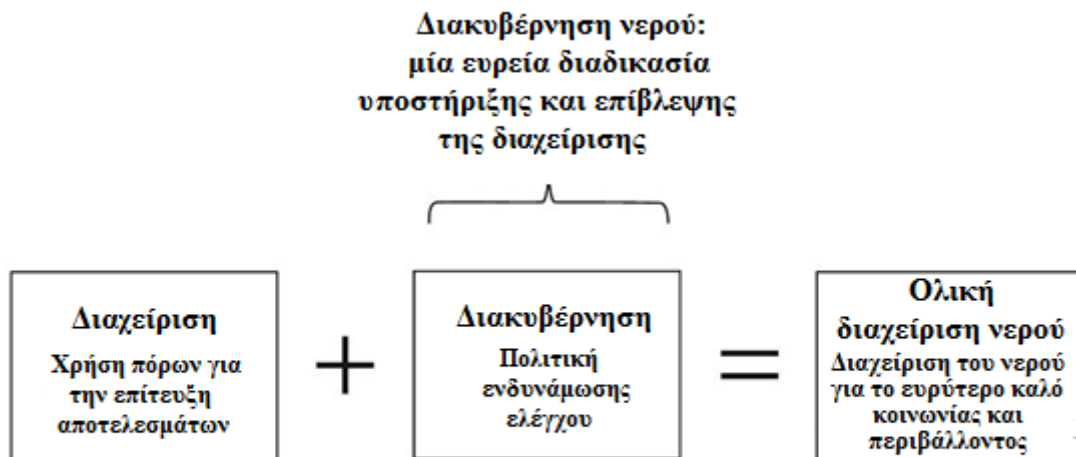 Διακυβέρνηση νερού:
μία ευρεία διαδικασία
υποστήριξης και επίβλεψης
της διαχείρισης
Διαχείριση
Χρήση πόρων για
την επίτευξη
αποτελεσμάτων
+
Διακυβέρνηση
Πολιτική
ενδυνάμωσης
ελέγχου
=
Ολική
διαχείριση νερού
Διαχείριση του νερού
για το ευρύτερο καλό
κοινωνίας και
περιβάλλοντος